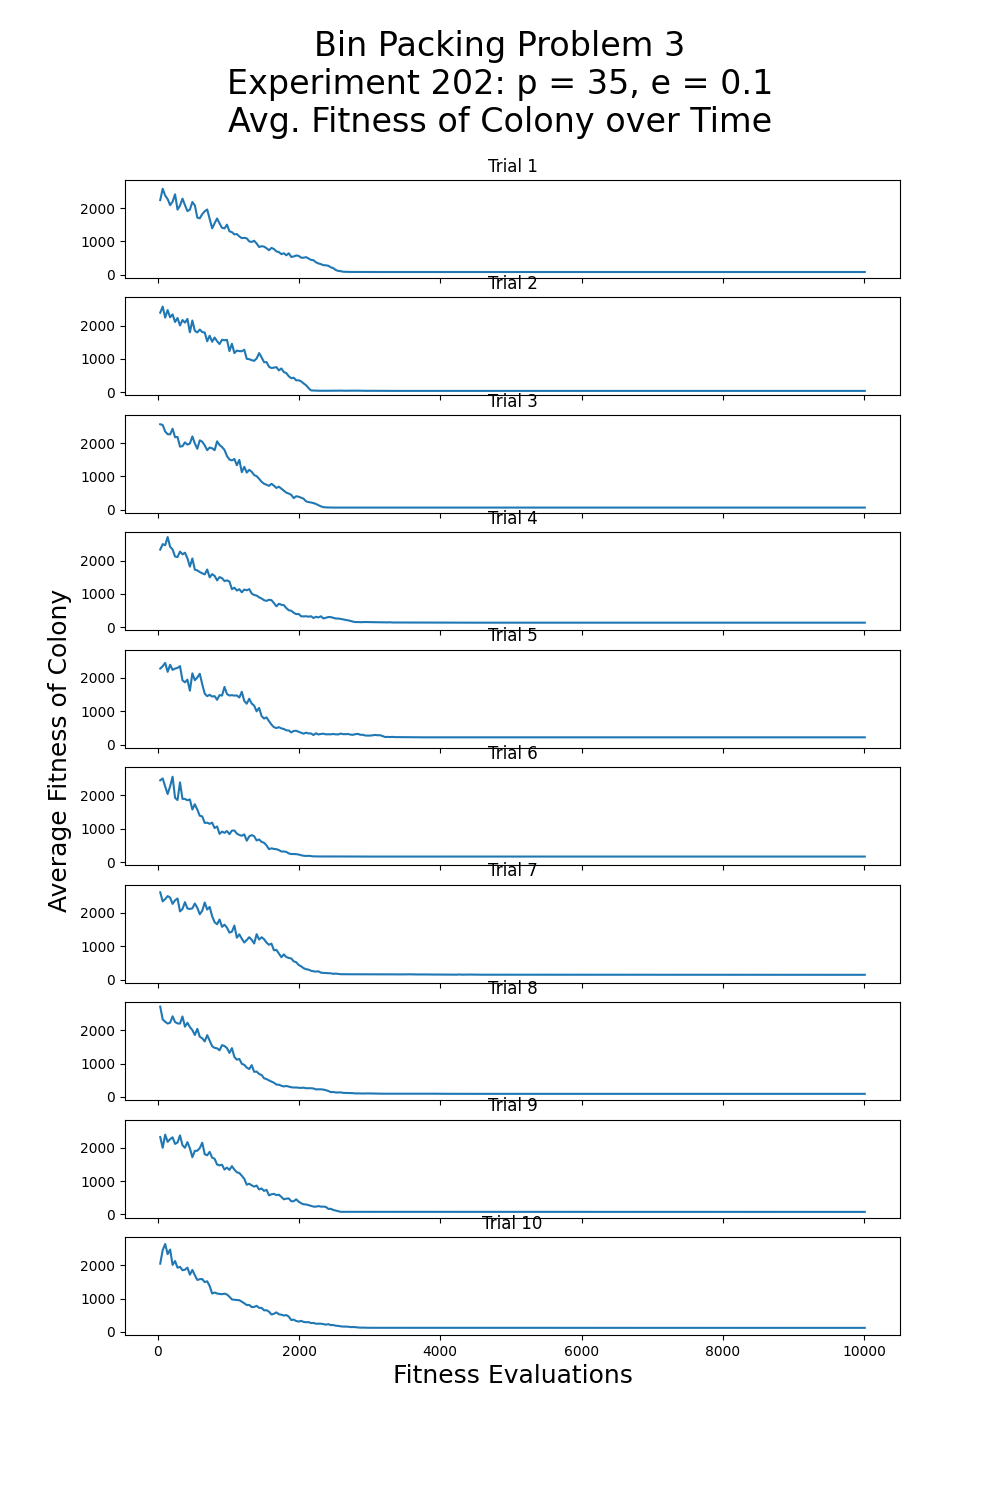 Bin Packing Problem 3
Experiment 202: p = 35, e = 0.1
Avg. Fitness of Colony over Time
Trial 1
2000
1000
0
Trial 2
2000
1000
0
Trial 3
2000
1000
0
Trial 4
2000
1000
0
Trial 5
2000
1000
0
Trial 6
2000
1000
0
Trial 7
2000
1000
0
Trial 8
2000
1000
0
Trial 9
2000
1000
0
Trial 10
2000
1000
0
0 2000 4000 6000 8000 10000
Fitness Evaluations
Average Fitness of Colony